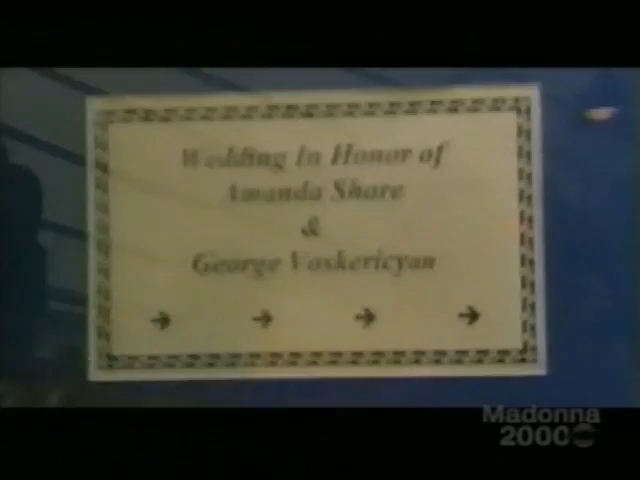 Wedding In Honor of
Amanda Share
&
George Voskericyan
Madonna
2000